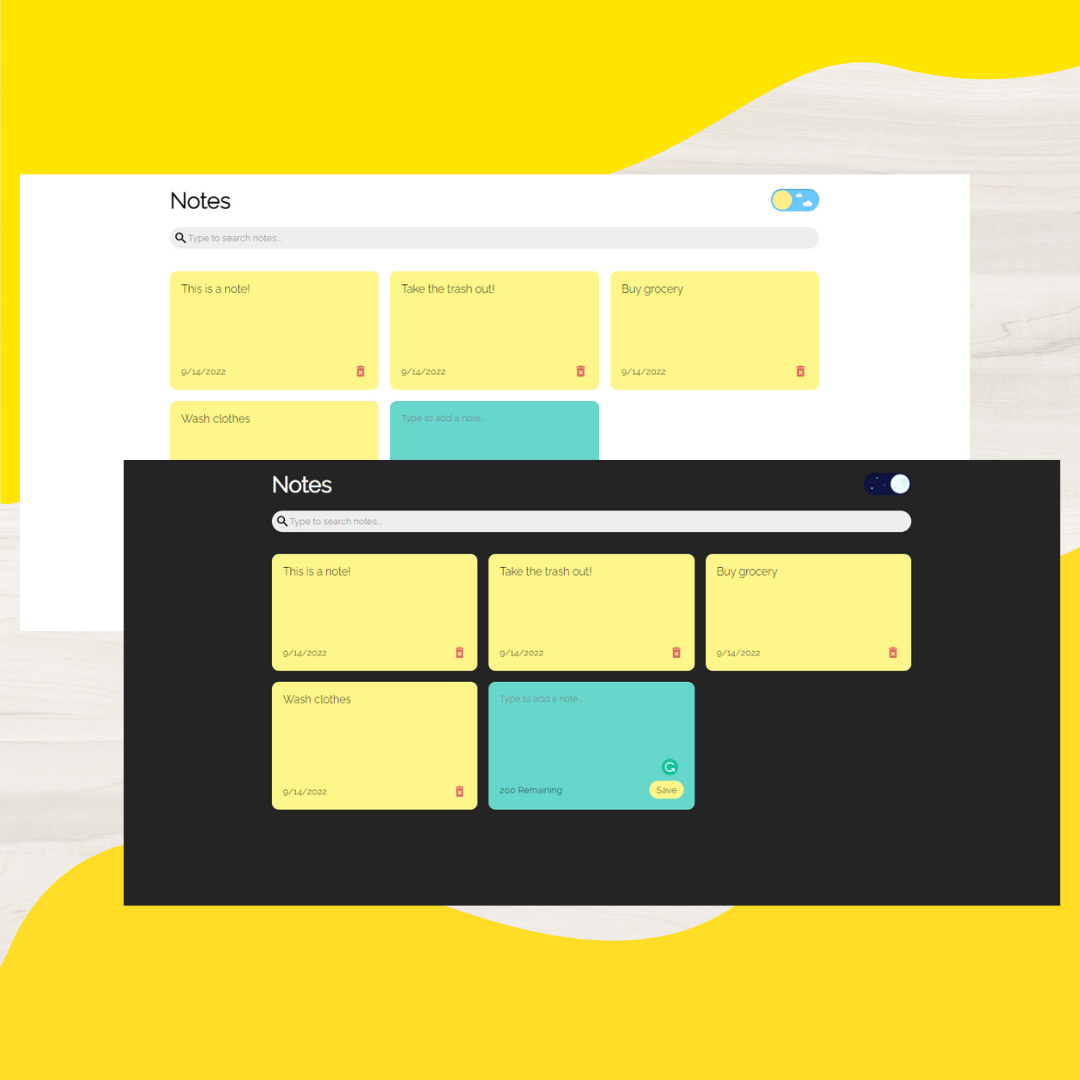 Notes
Type to search notes...
This is a note!
Take the trash out!
Buy grocery
9/14/2022
9/14/2022
9/14/2022
Wash clothes
Type to add a note...
Notes
Type to search notes...
This is a note!
Take the trash out!
Buy grocery
9/14/2022
9/14/2022
9/14/2022
Wash clothes
Type to add a note...
200 Remaining
Save
9/14/2022